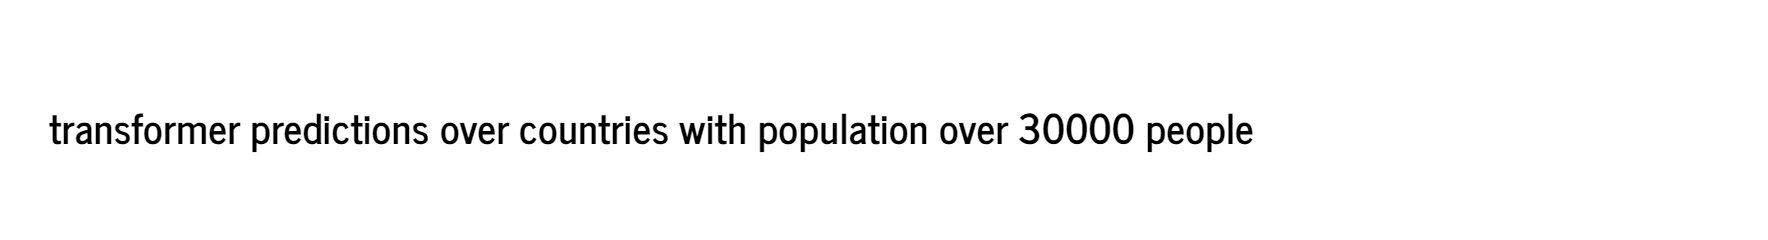 transformer predictions over countries with population over 30000 people